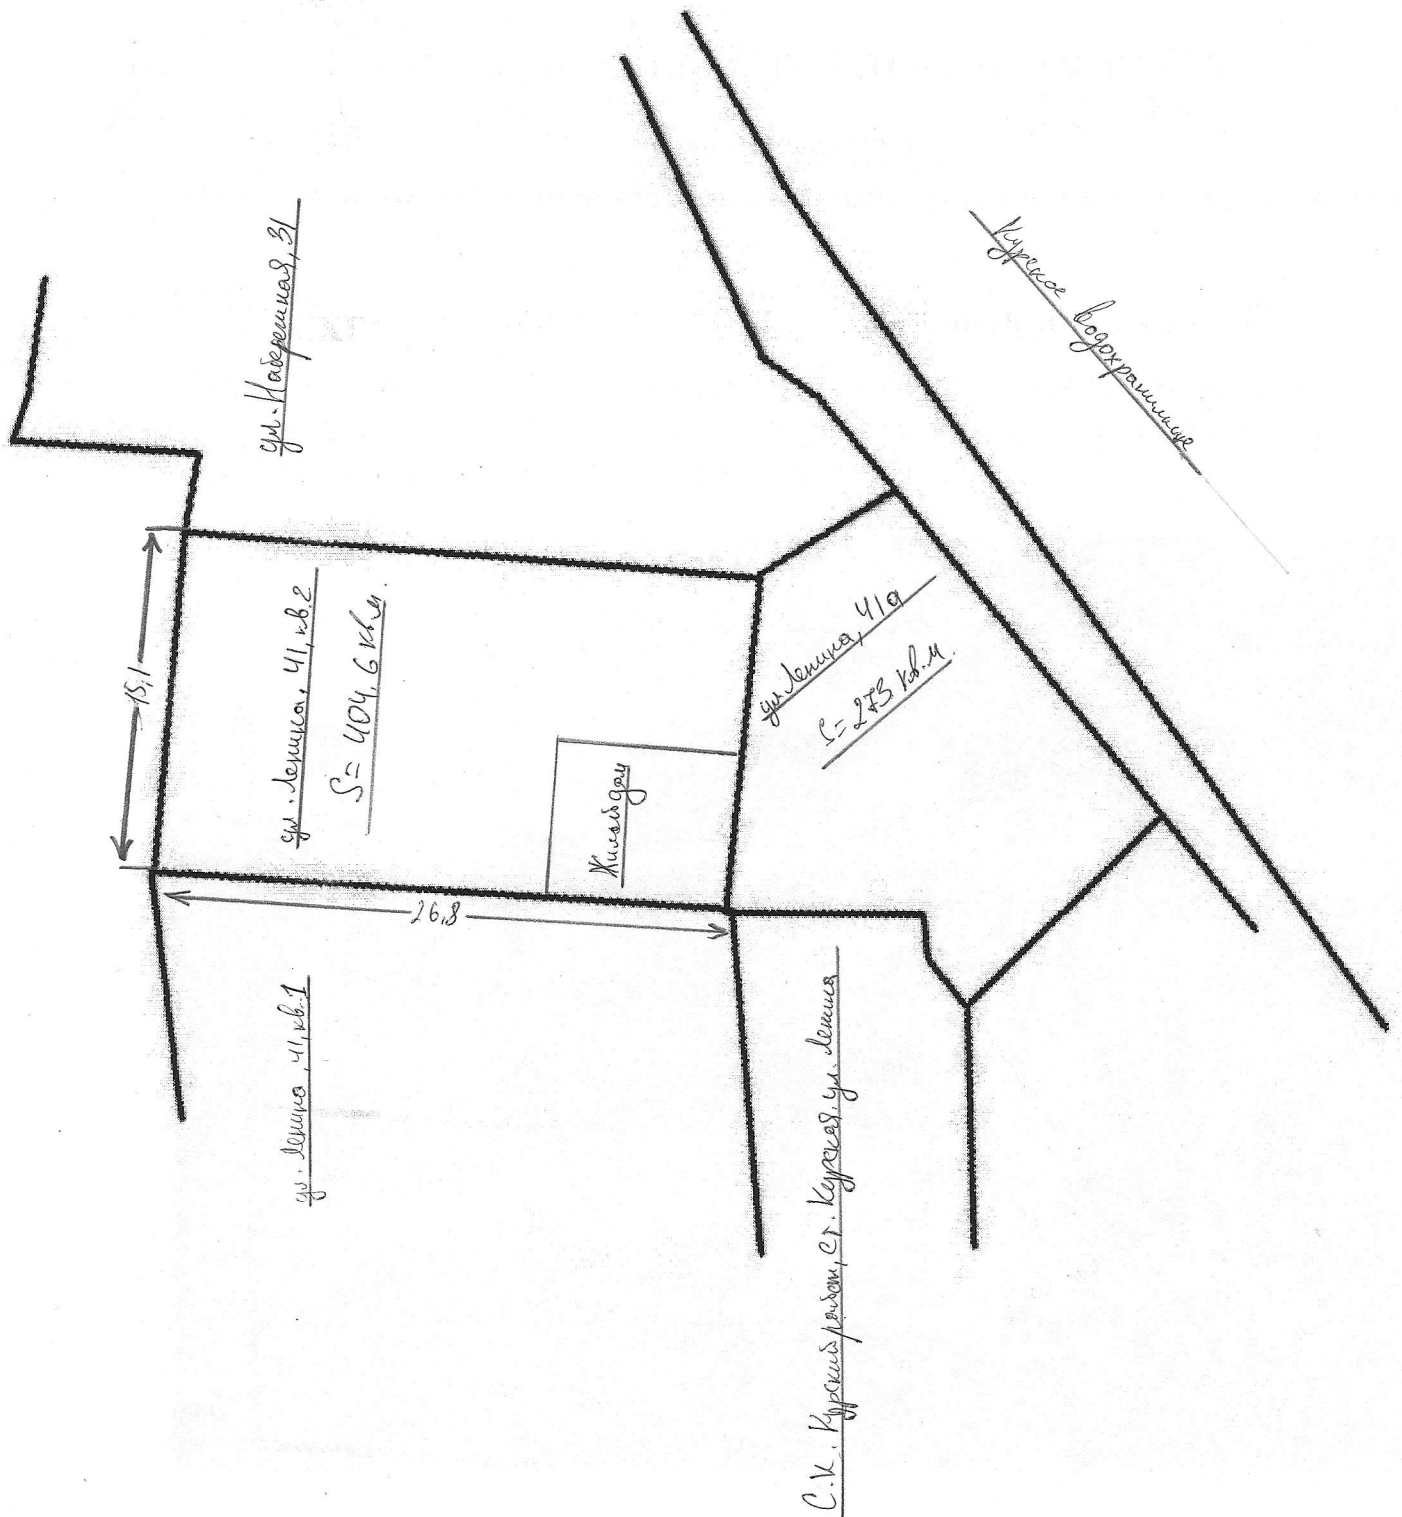 ул. Набережная, 31
Курское водохранилище
15,1
ул. Ленина, 41, кв.2
S= 404,6 кв.м.
ул. Ленина, 41а
S= 273 кв.м.
Жилой дом
26,8
ул. Ленина, 41, кв.1
С.К. Курский район, ст. Курская, ул. Ленина